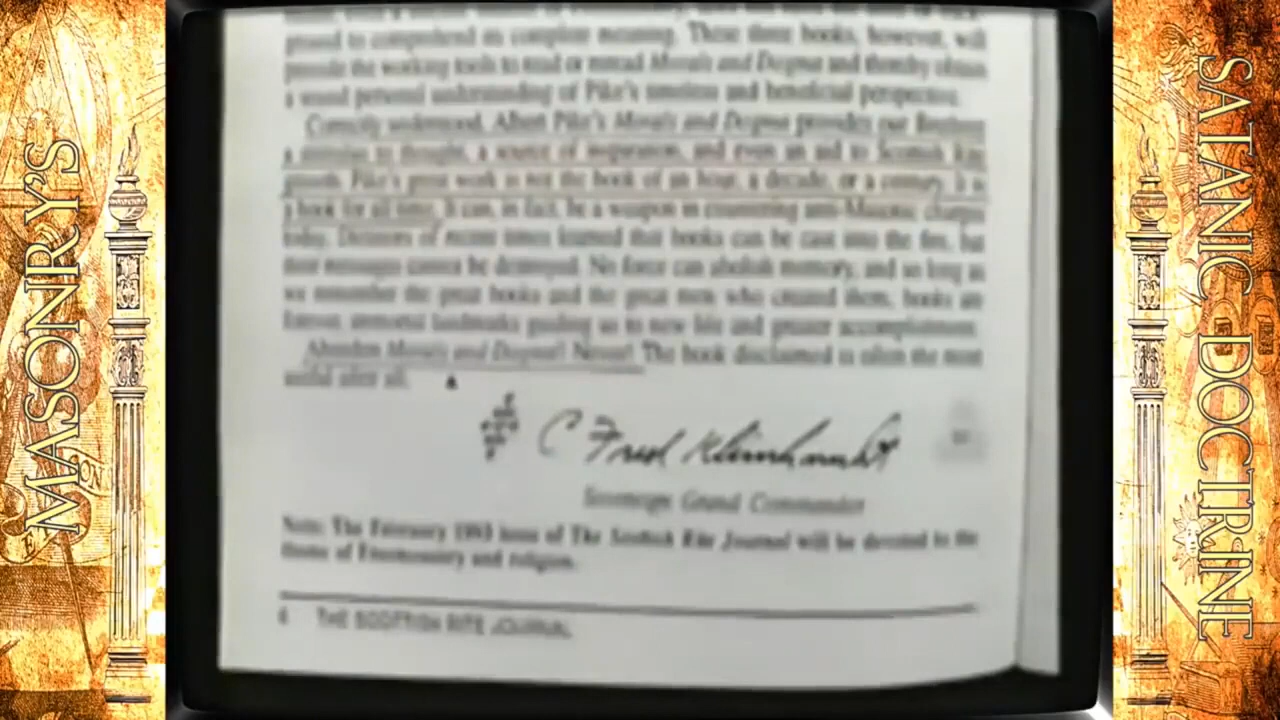 MASONRY'S
posed to comprehend its complete meaning. These three books, however, will
provide the working tools to read or reread Morals and Dogma and thereby obtain
a sound personal understanding of Pike's timeless and beneficial perspective.
Correctly understood, Albert Pike's Morals and Dogma provides our Brethren
a stimulus to thought, a source of inspiration, and even an aid to Scottish Rite
growth. Pike's great work is not the book of an hour, a decade, or a century. It is
a book for all time. It can, be a weapon in countering anti-Masonic charges
today. Dictators of learned that books can be the fire, but
their messages cannot be destroyed. No force can abolish memory, and so long as
we remember the great books and the great men who created them, books are
forever immortal guiding us to new life and greater accomplishment.
Abandon Morals and Dogma? Never! The book disclaimed is often the most
useful after all.
C Fred Kleinknecht
Sovereign Grand Commander
Note: The February 1993 issue of The Scottish Rite Journal will be devoted to the
theme of Freemasonry and religion.
6 THE SCOTTISH RITE JOURNAL
SATANIC DOCTRINE